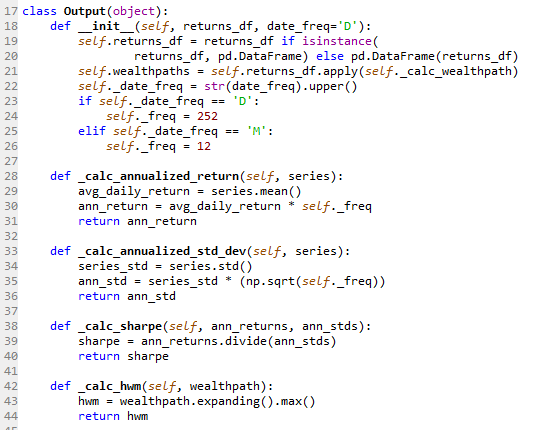 17 class Output(object):
18     def __init__(self, returns_df, date_freq='D'):
19         self.returns_df = returns_df if isinstance(
20                 returns_df, pd.DataFrame) else pd.DataFrame(returns_df)
21         self.wealthpaths = self.returns_df.apply(self._calc_wealthpath)
22         self._date_freq = str(date_freq).upper()
23         if self._date_freq == 'D':
24             self._freq = 252
25         elif self._date_freq == 'M':
26             self._freq = 12
27
28     def _calc_annualized_return(self, series):
29         avg_daily_return = series.mean()
30         ann_return = avg_daily_return * self._freq
31         return ann_return
32
33     def _calc_annualized_std_dev(self, series):
34         series_std = series.std()
35         ann_std = series_std * (np.sqrt(self._freq))
36         return ann_std
37
38     def _calc_sharpe(self, ann_returns, ann_stds):
39         sharpe = ann_returns.divide(ann_stds)
40         return sharpe
41
42     def _calc_hwm(self, wealthpath):
43         hwm = wealthpath.expanding().max()
44         return hwm